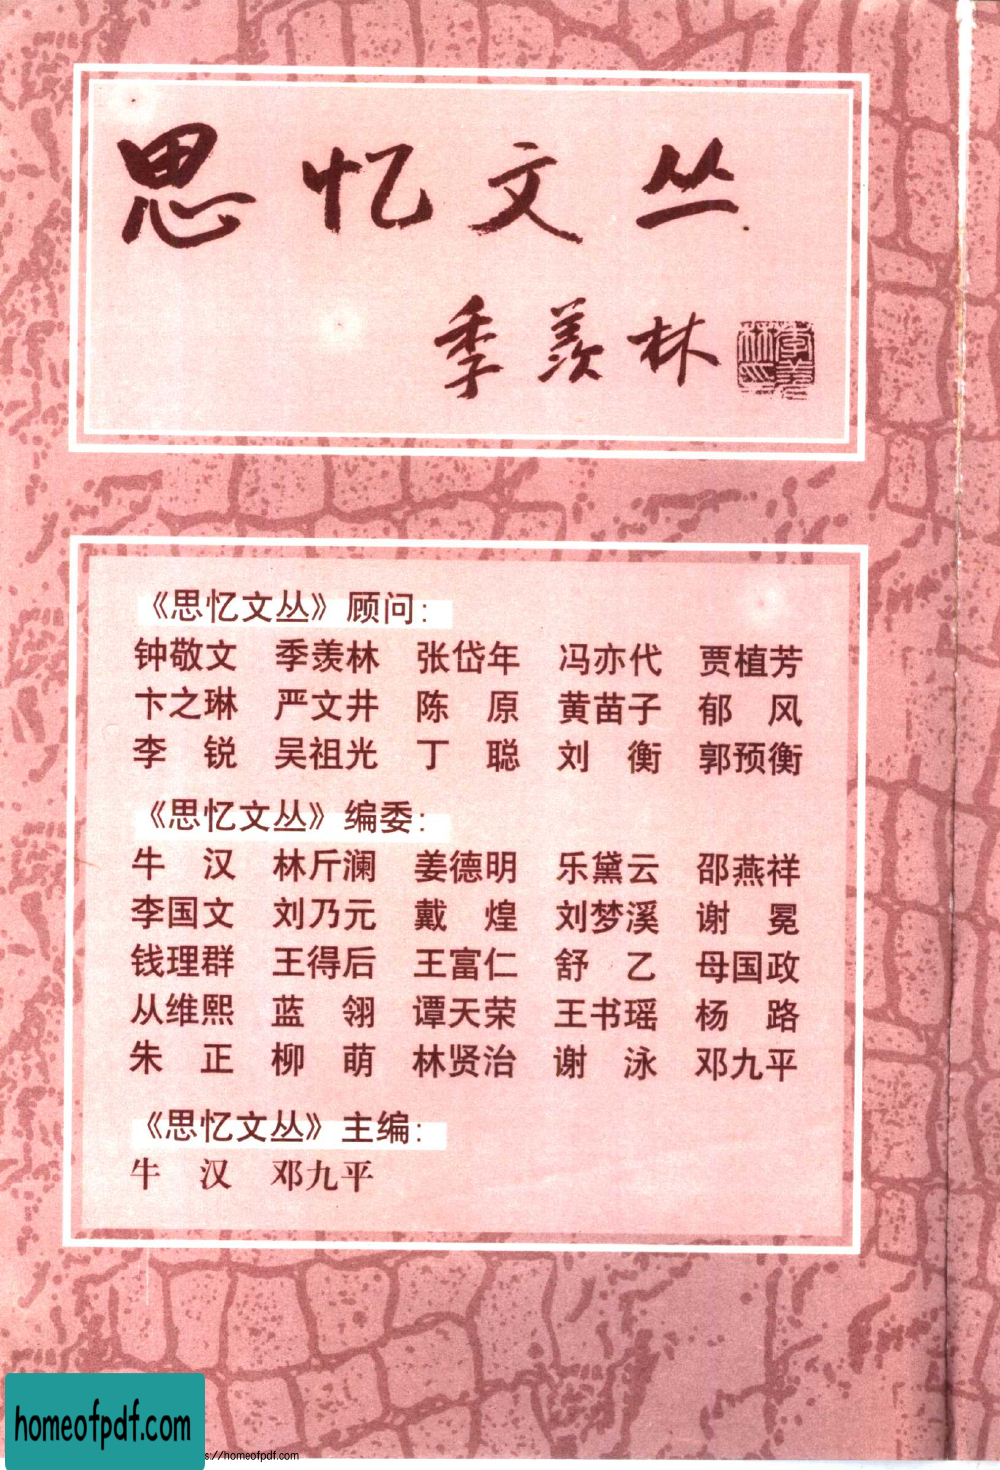 思忆文丛
季羡林
季羡林印
《思忆文丛》顾问：
钟敬文 季羡林 张岱年 冯亦代 贾植芳
卞之琳 严文井 陈 原 黄苗子 郁 风
李 锐 吴祖光 丁 聪 刘 衡 郭预衡
《思忆文丛》编委：
牛 汉 林斤澜 姜德明 乐黛云 邵燕祥
李国文 刘乃元 戴 煌 刘梦溪 谢 冕
钱理群 王得后 王富仁 舒 乙 母国政
从维熙 蓝 翎 谭天荣 王书瑶 杨 路
朱 正 柳 萌 林贤治 谢 泳 邓九平
《思忆文丛》主编：
牛 汉 邓九平
homeofpdf.com
s://homeofpdf.com